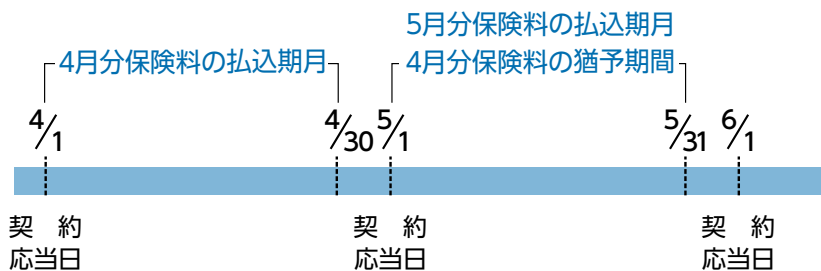 5月分保険料の払込期月
4月分保険料の払込期月
4月分保険料の猶予期間
4/1
4/30
5/1
5/31
6/1
契 約
応当日
契 約
応当日
契 約
応当日